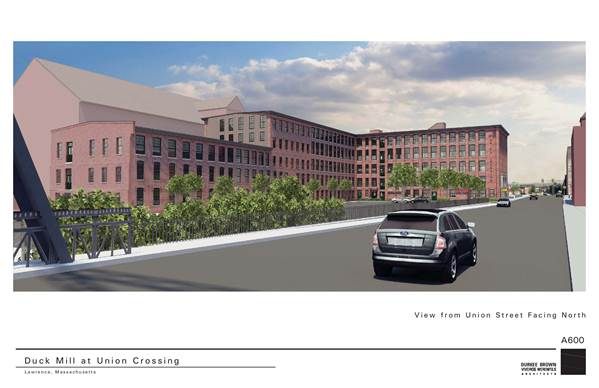 View from Union Street Facing North
A600
Duck Mill at Union Crossing
Lawrence, Massachusetts
DURKEE BROWN
VIVEIROS WERENFELS
ARCHITECTS